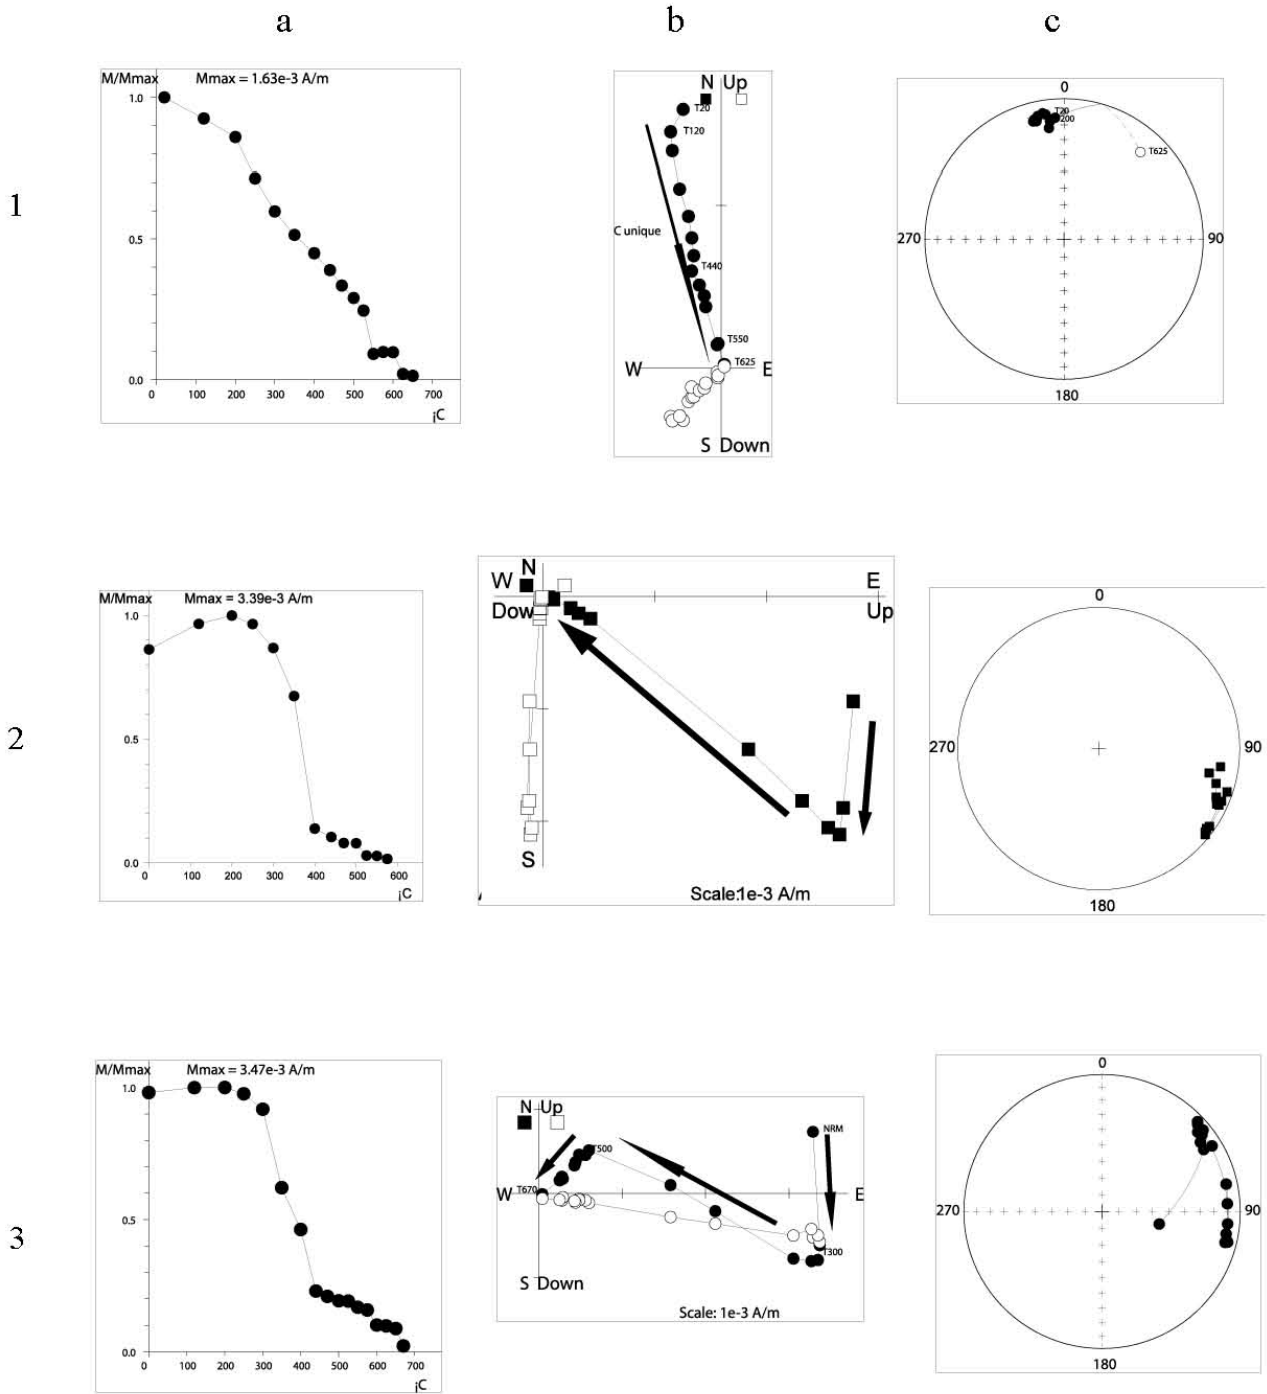 a b c
1
M/Mmax Mmax = 1.63e-3 A/m
1.0
0.5
0.0
0 100 200 300 400 500 600 700
¡C
N Up
T20
T120
C unique
T440
T550
T625
W E
S Down
0
T20
200
T625
270 90
180
2
M/Mmax Mmax = 3.39e-3 A/m
1.0
0.5
0.0
0 100 200 300 400 500 600
¡C
N
W E
Dow Up
S
Scale:1e-3 A/m
0
270 90
180
3
M/Mmax Mmax = 3.47e-3 A/m
1.0
0.5
0.0
0 100 200 300 400 500 600 700
¡C
N Up
NRM
T500
T670
W E
T300
S Down
Scale: 1e-3 A/m
0
270 90
180